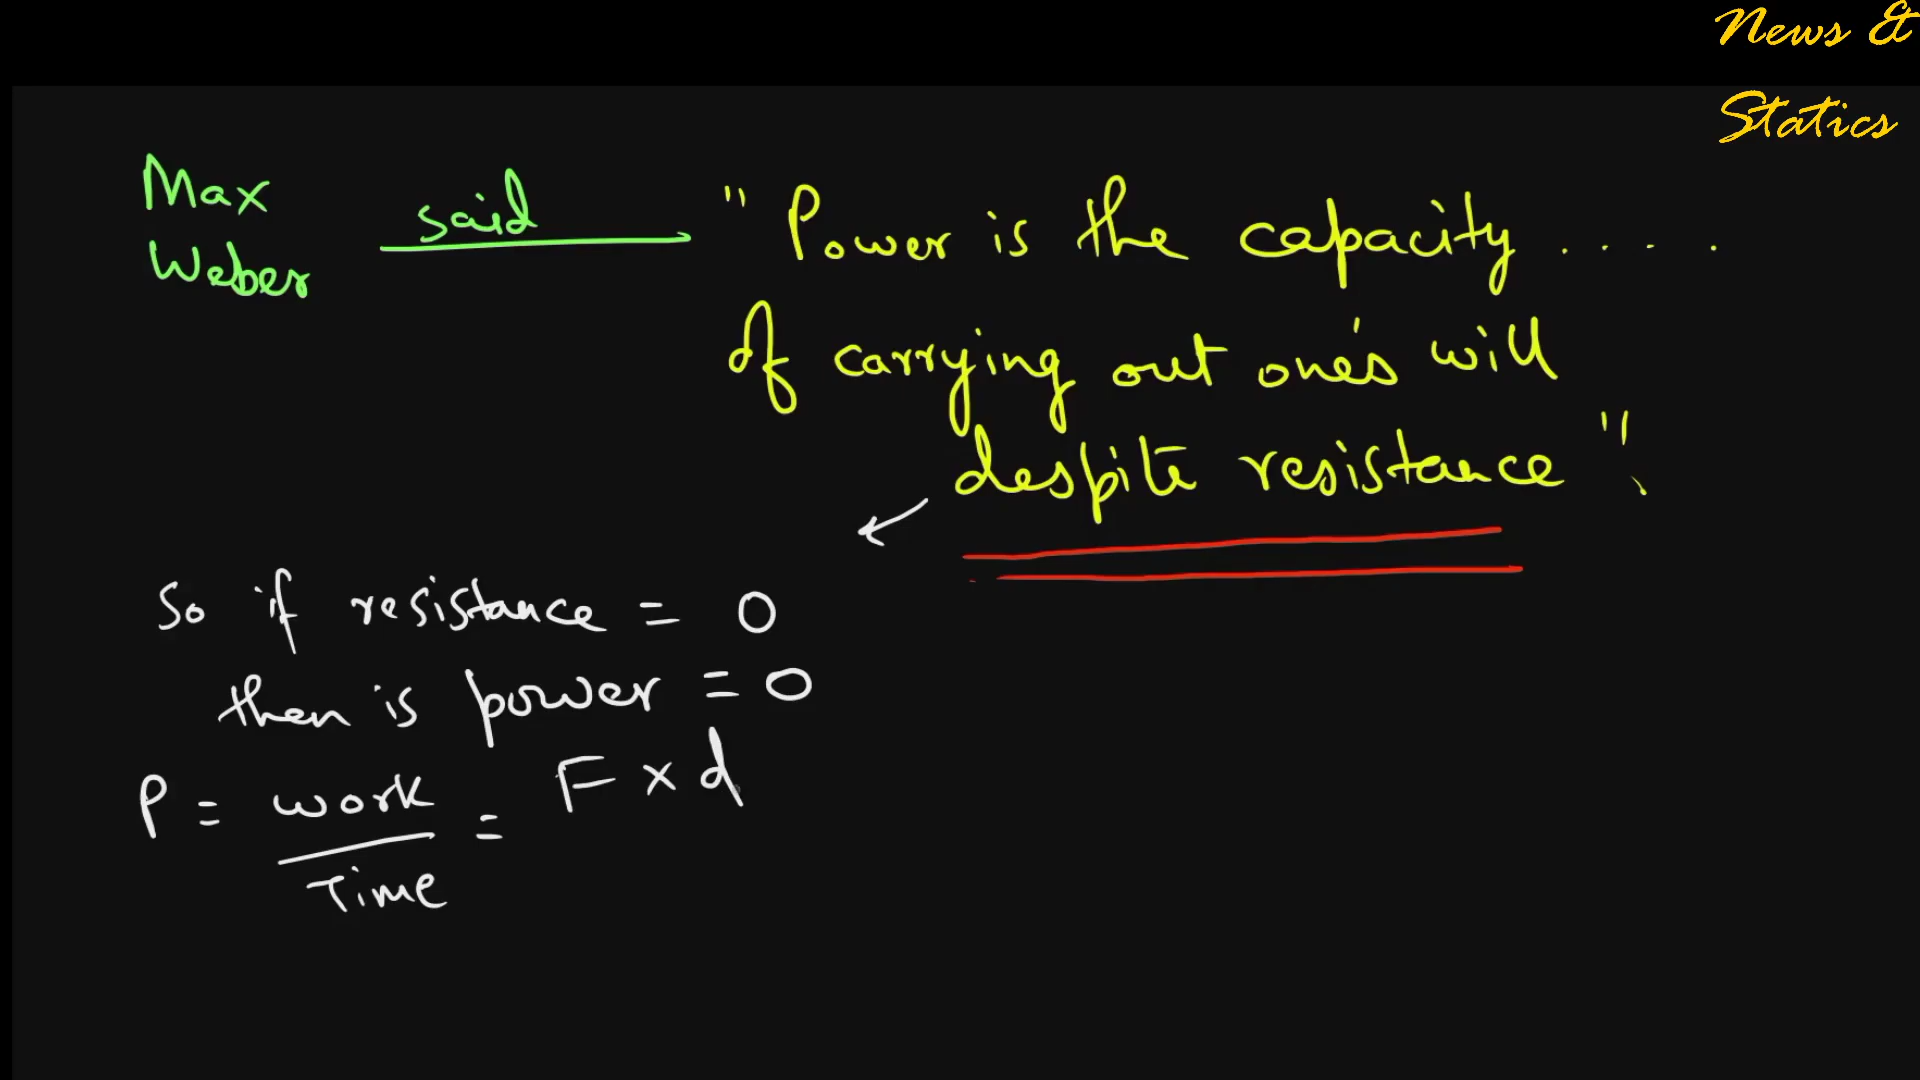 News &
Statics
Max
Weber
said
" Power is the capacity . . . .
of carrying out one's will
despite resistance ".
So if resistance = 0
then is power = 0
P = work / Time = F x d